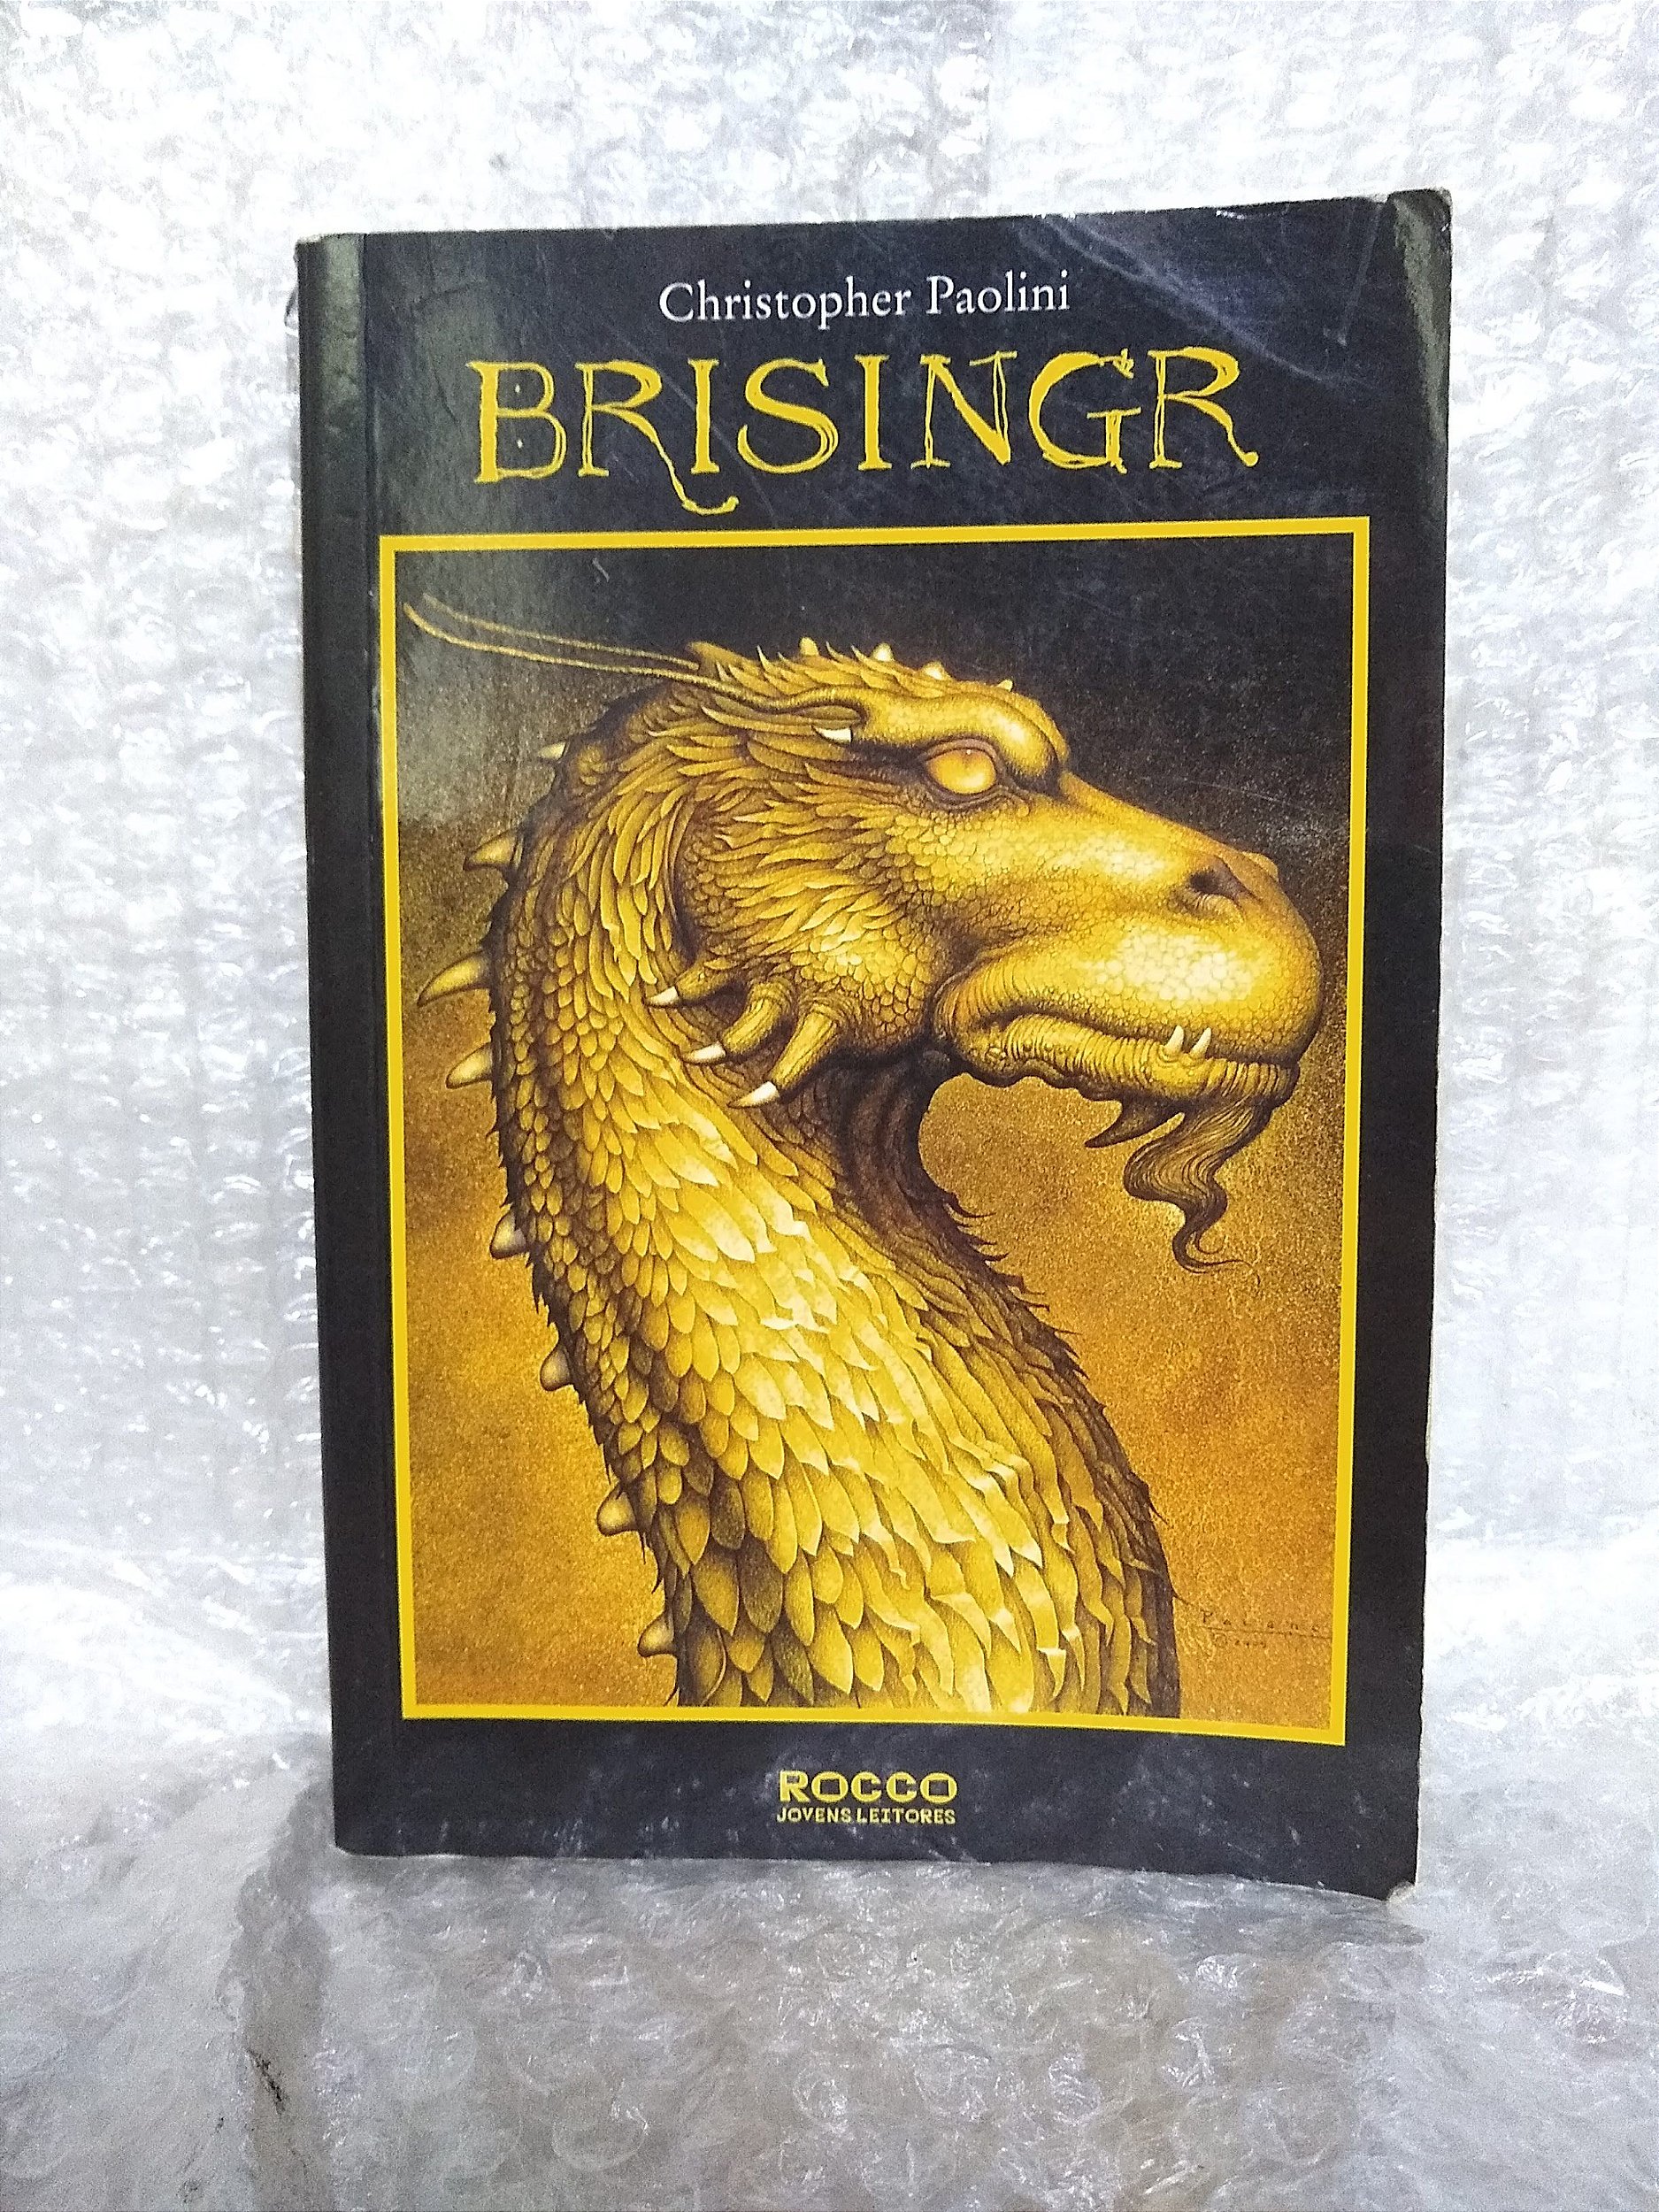 Christopher Paolini
BRISINGR
ROCCO
JOVENS LEITORES